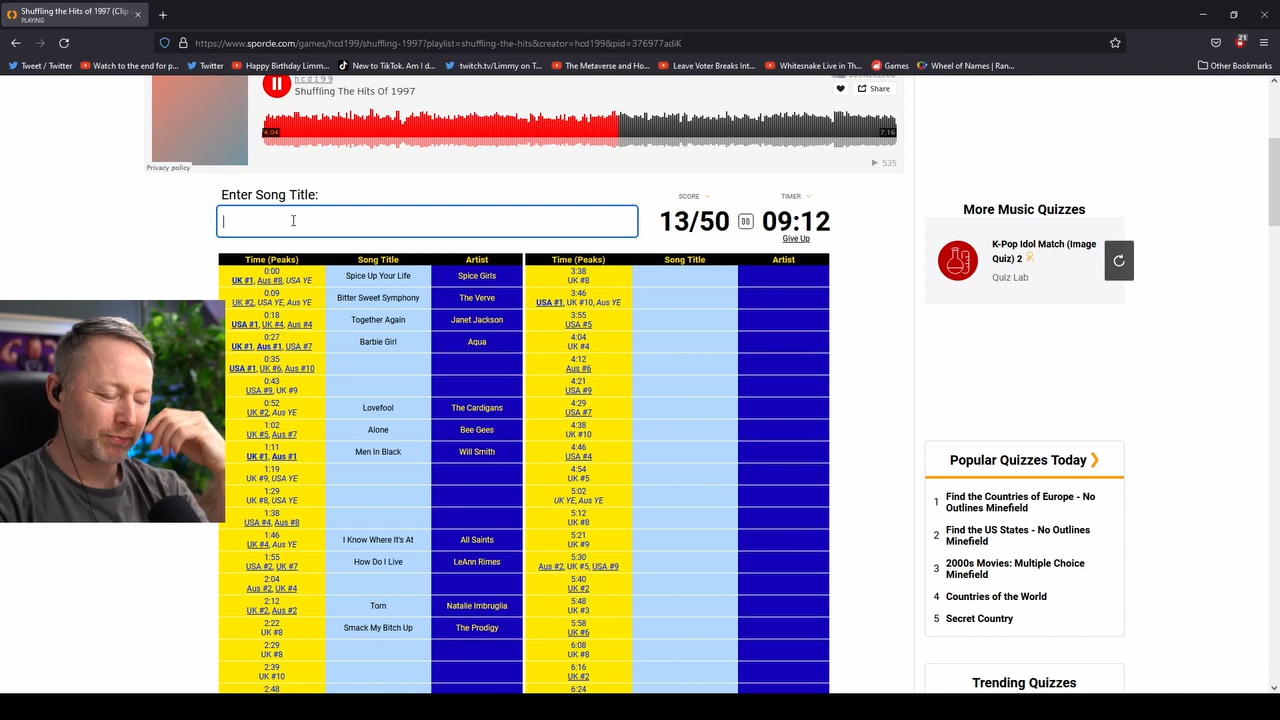 Shuffling the Hits of 1997 (Clip
PLAYING
https://www.sporcle.com/games/hcd199/shuffling-1997?playlist=shuffling-the-hits&creator=hcd199&pid=376977adiK
21
Tweet / Twitter
Watch to the end for p...
Twitter
Happy Birthday Limm...
New to TikTok. Am I d...
twitch.tv/Limmy on T...
The Metaverse and Ho...
Leave Voter Breaks Int...
Whitesnake Live in Th...
Games
Wheel of Names | Ran...
Other Bookmarks
hcd199
Shuffling The Hits Of 1997
Share
4:04
7:16
Privacy policy
535
Enter Song Title:
SCORE
TIMER
13/50
09:12
Give Up
Time (Peaks) Song Title Artist Time (Peaks) Song Title Artist
0:00
UK #1, Aus #8, USA YE
Spice Up Your Life
Spice Girls
3:38
UK #8
0:09
UK #2, USA YE, Aus YE
Bitter Sweet Symphony
The Verve
3:46
USA #1, UK #10, Aus YE
0:18
USA #1, UK #4, Aus #4
Together Again
Janet Jackson
3:55
USA #5
0:27
UK #1, Aus #1, USA #7
Barbie Girl
Aqua
4:04
UK #4
0:35
USA #1, UK #6, Aus #10
4:12
Aus #6
0:43
USA #9, UK #9
4:21
USA #9
0:52
UK #2, Aus YE
Lovefool
The Cardigans
4:29
USA #7
1:02
UK #5, Aus #7
Alone
Bee Gees
4:38
UK #10
1:11
UK #1, Aus #1
Men In Black
Will Smith
4:46
USA #4
1:19
UK #9, USA YE
4:54
UK #5
1:29
UK #8, USA YE
5:02
UK YE, Aus YE
1:38
USA #4, Aus #8
5:12
UK #8
1:46
UK #4, Aus YE
I Know Where It's At
All Saints
5:21
UK #9
1:55
USA #2, UK #7
How Do I Live
LeAnn Rimes
5:30
Aus #2, UK #5, USA #9
2:04
Aus #2, UK #4
5:40
UK #2
2:12
UK #2, Aus #2
Torn
Natalie Imbruglia
5:48
UK #3
2:22
UK #8
Smack My Bitch Up
The Prodigy
5:58
UK #6
2:29
UK #8
6:08
UK #8
2:39
UK #10
6:16
UK #2
2:48
6:24
More Music Quizzes
K-Pop Idol Match (Image
Quiz) 2
Quiz Lab
Popular Quizzes Today
1 Find the Countries of Europe - No
Outlines Minefield
2 Find the US States - No Outlines
Minefield
3 2000s Movies: Multiple Choice
Minefield
4 Countries of the World
5 Secret Country
Trending Quizzes